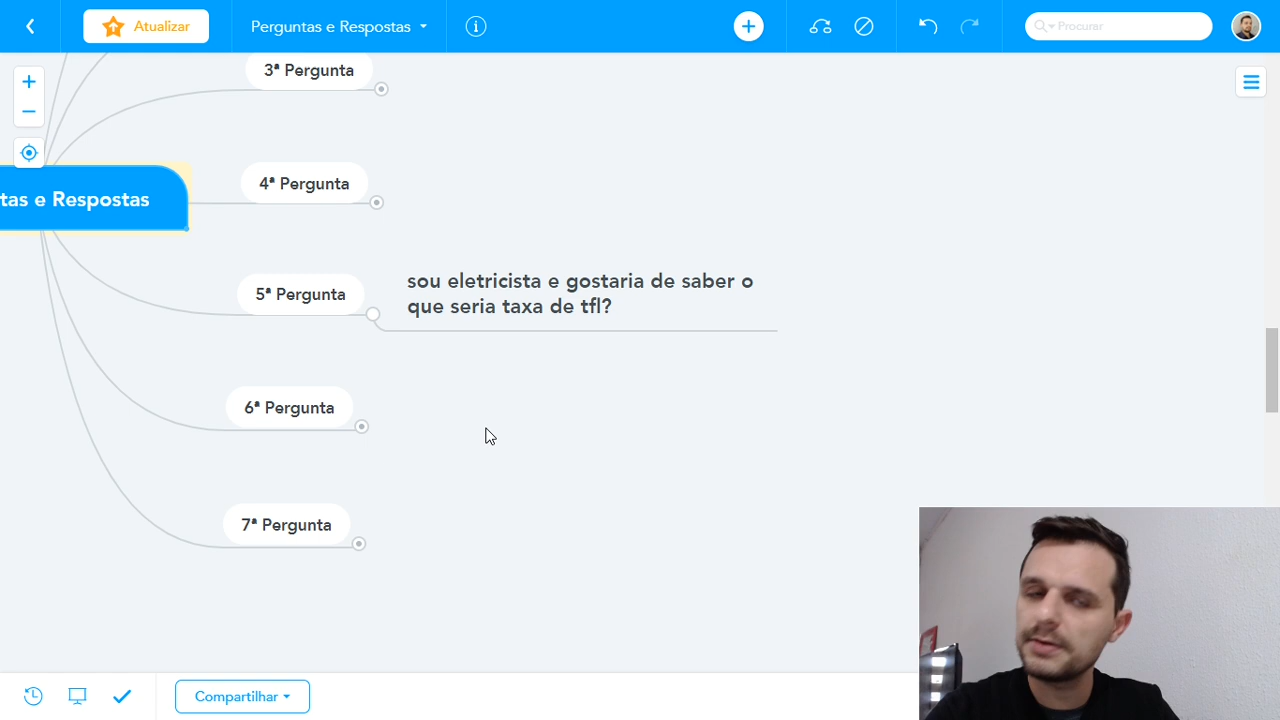 Atualizar
Perguntas e Respostas
Procurar
3ª Pergunta
4ª Pergunta
tas e Respostas
5ª Pergunta
sou eletricista e gostaria de saber o
que seria taxa de tfl?
6ª Pergunta
7ª Pergunta
Compartilhar